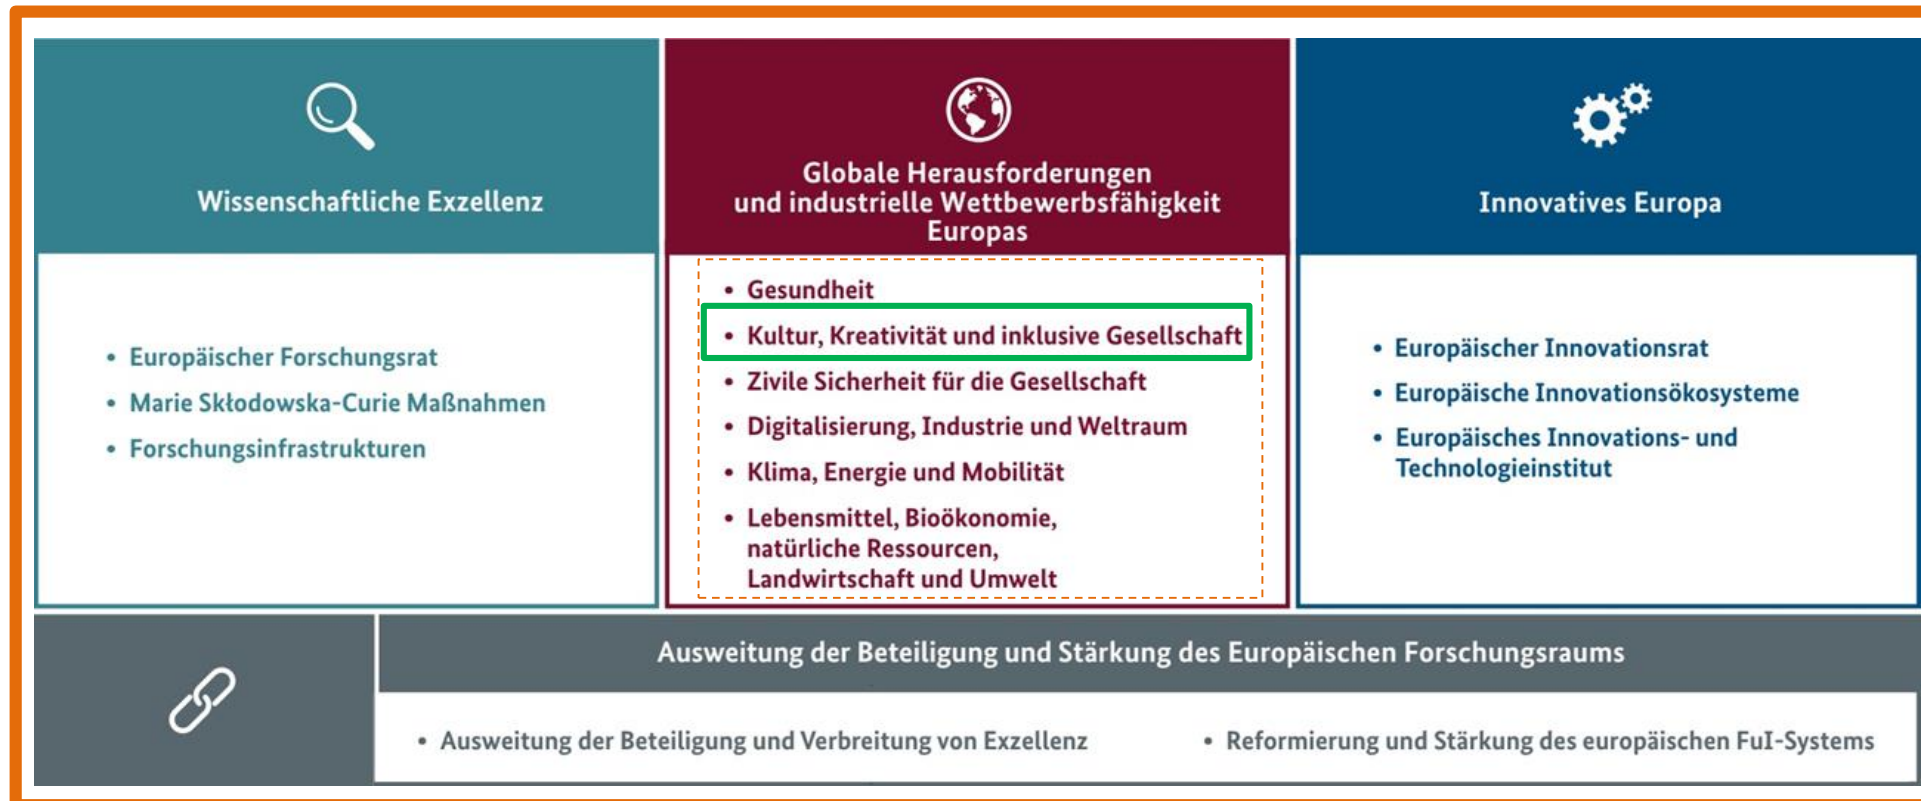 Wissenschaftliche Exzellenz
• Europäischer Forschungsrat
• Marie Skłodowska-Curie Maßnahmen
• Forschungsinfrastrukturen
Globale Herausforderungen
und industrielle Wettbewerbsfähigkeit
Europas
• Gesundheit
• Kultur, Kreativität und inklusive Gesellschaft
• Zivile Sicherheit für die Gesellschaft
• Digitalisierung, Industrie und Weltraum
• Klima, Energie und Mobilität
• Lebensmittel, Bioökonomie,
natürliche Ressourcen,
Landwirtschaft und Umwelt
Innovatives Europa
• Europäischer Innovationsrat
• Europäische Innovationsökosysteme
• Europäisches Innovations- und
Technologieinstitut
Ausweitung der Beteiligung und Stärkung des Europäischen Forschungsraums
• Ausweitung der Beteiligung und Verbreitung von Exzellenz
• Reformierung und Stärkung des europäischen FuI-Systems